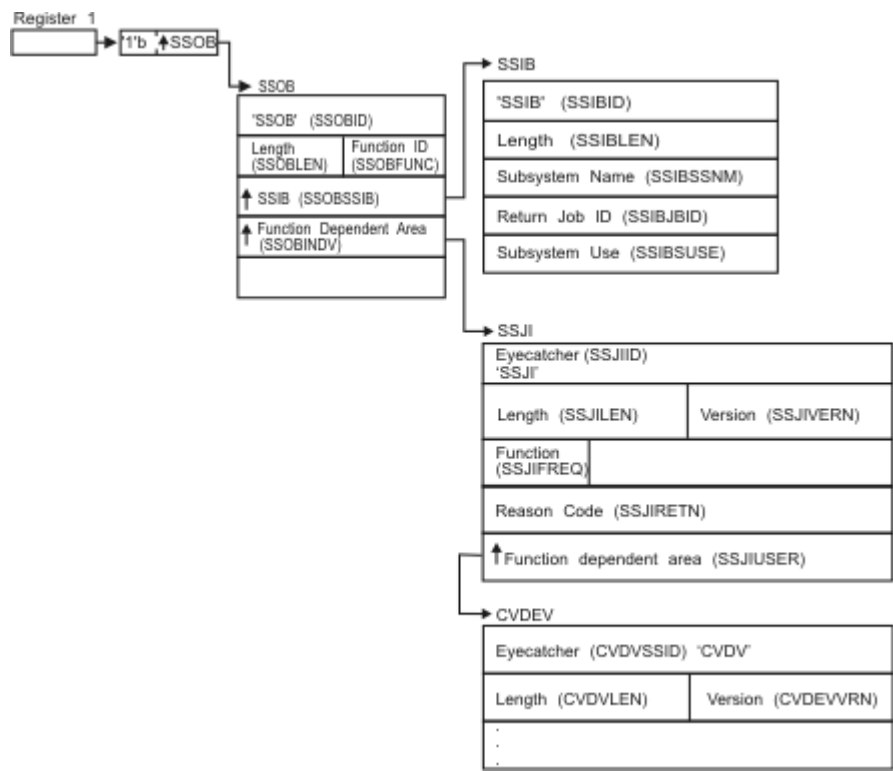 Register 1
'1'b ↑SSOB
SSOB
'SSOB' (SSOBID)
Length
(SSOBLEN)
Function ID
(SSOBFUNC)
↑ SSIB (SSOBSSIB)
↑ Function Dependent Area
(SSOBINDV)
SSIB
"SSIB" (SSIBID)
Length (SSIBLEN)
Subsystem Name (SSIBSSNM)
Return Job ID (SSIBJBID)
Subsystem Use (SSIBSUSE)
SSJI
Eyecatcher (SSJIID)
'SSJI'
Length (SSJILEN)
Version (SSJIVERN)
Function
(SSJIFREQ)
Reason Code (SSJIRETN)
↑Function dependent area (SSJIUSER)
CVDEV
Eyecatcher (CVDVSSID) 'CVDV'
Length (CVDVLEN)
Version (CVDEVVRN)
.
.
.